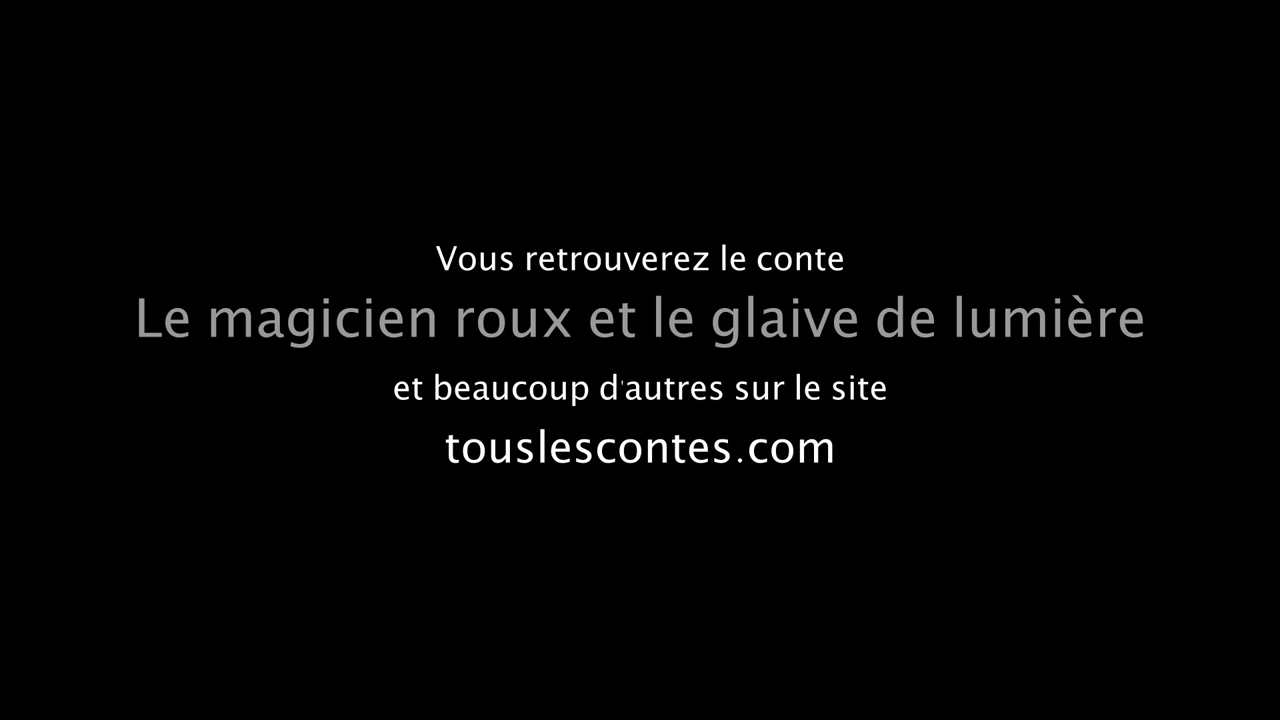 Vous retrouverez le conte
Le magicien roux et le glaive de lumière
et beaucoup d'autres sur le site
touslescontes.com